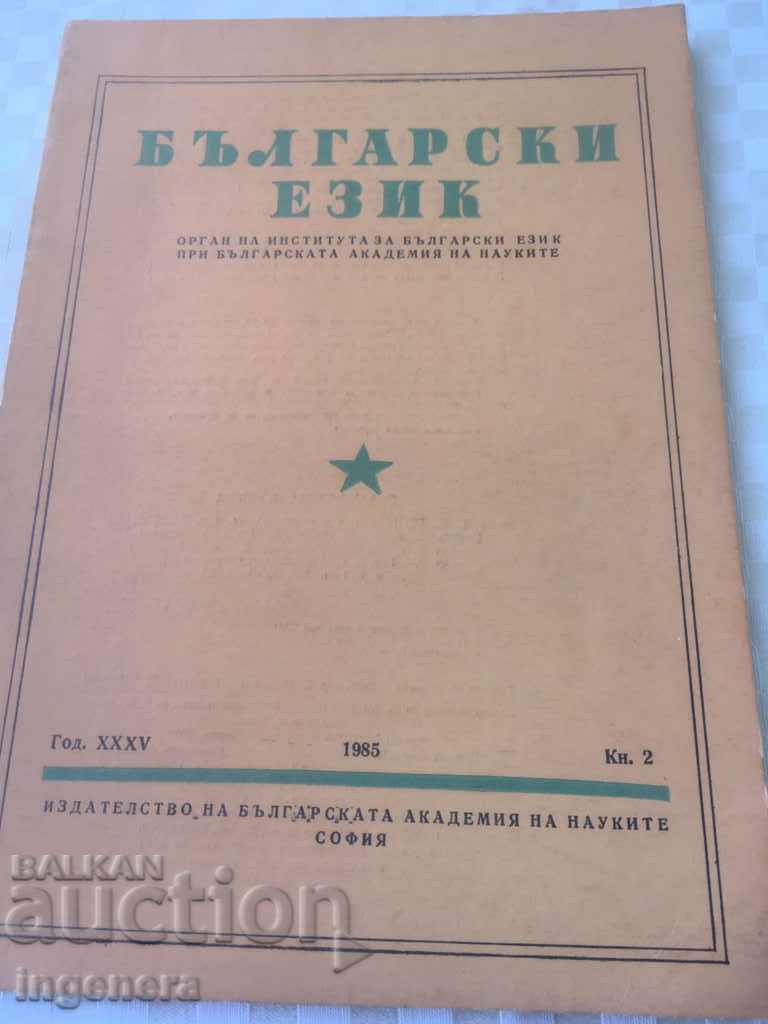 БЪЛГАРСКИ
ЕЗИК
ОРГАН НА ИНСТИТУТА ЗА БЪЛГАРСКИ ЕЗИК
ПРИ БЪЛГАРСКАТА АКАДЕМИЯ НА НАУКИТЕ
Год. XXXV 1985 Кн. 2
ИЗДАТЕЛСТВО НА БЪЛГАРСКАТА АКАДЕМИЯ НА НАУКИТЕ
СОФИЯ
BALKAN
auction
ingenera